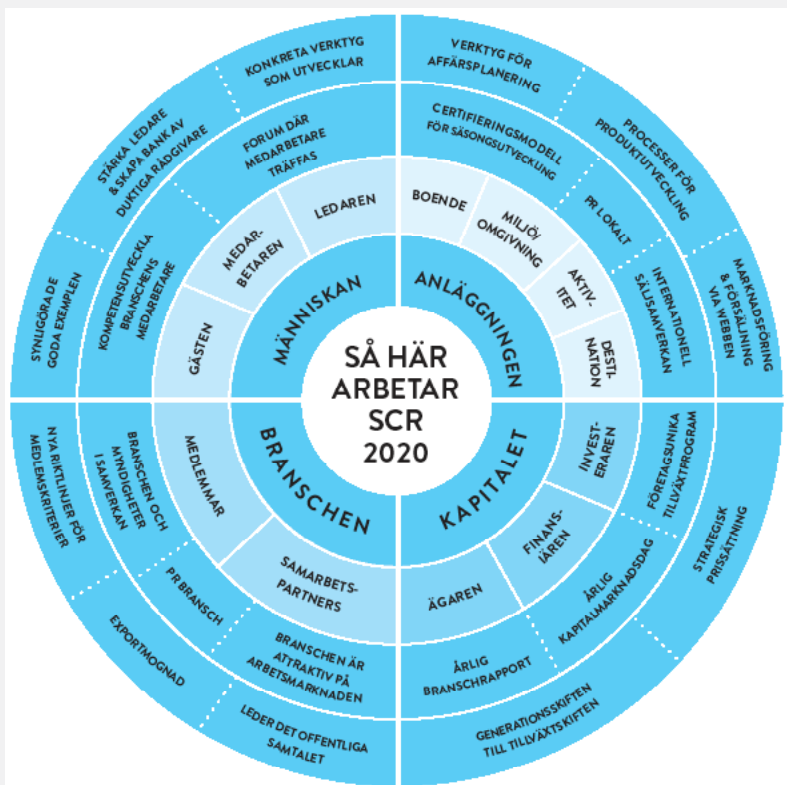 SÅ HÄR
ARBETAR
SCR
2020
MÄNNISKAN
ANLÄGGNINGEN
KAPITALET
BRANSCHEN
GÄSTEN
MEDAR-
BETAREN
LEDAREN
BOENDE
MILJÖ/
OMGIVNING
AKTIV-
ITET
DESTI-
NATION
INVEST-
ERAREN
FINANS-
IÄREN
ÄGAREN
SAMARBETS-
PARTNERS
MEDLEMMAR
KOMPETENSUTVECKLA
BRANSCHENS
MEDARBETARE
FORUM DÄR
MEDARBETARE
TRÄFFAS
CERTIFIERINGSMODELL
FÖR SÄSONGSUTVECKLING
PR LOKALT
INTERNATIONELL
SÄLJSAMVERKAN
FÖRETAGSUNIKA
TILLVÄXTPROGRAM
ÅRLIG
KAPITALMARKNADSDAG
ÅRLIG
BRANSCHRAPPORT
BRANSCHEN ÄR
ATTRAKTIV PÅ
ARBETSMARKNADEN
PR BRANSCH
BRANSCHEN OCH
MYNDIGHETER
I SAMVERKAN
SYNLIGÖRA DE
GODA EXEMPLEN
STÄRKA LEDARE
& SKAPA BANK AV
DUKTIGA RÅDGIVARE
KONKRETA VERKTYG
SOM UTVECKLAR
VERKTYG FÖR
AFFÄRSPLANERING
PROCESSER FÖR
PRODUKTUTVECKLING
MARKNADSFÖRING
& FÖRSÄLJNING
VIA WEBBEN
STRATEGISK
PRISSÄTTNING
GENERATIONSSKIFTEN
TILL TILLVÄXTSKIFTEN
LEDER DET OFFENTLIGA
SAMTALET
EXPORTMOGNAD
NYA RIKTLINJER FÖR
MEDLEMSKRITERIER